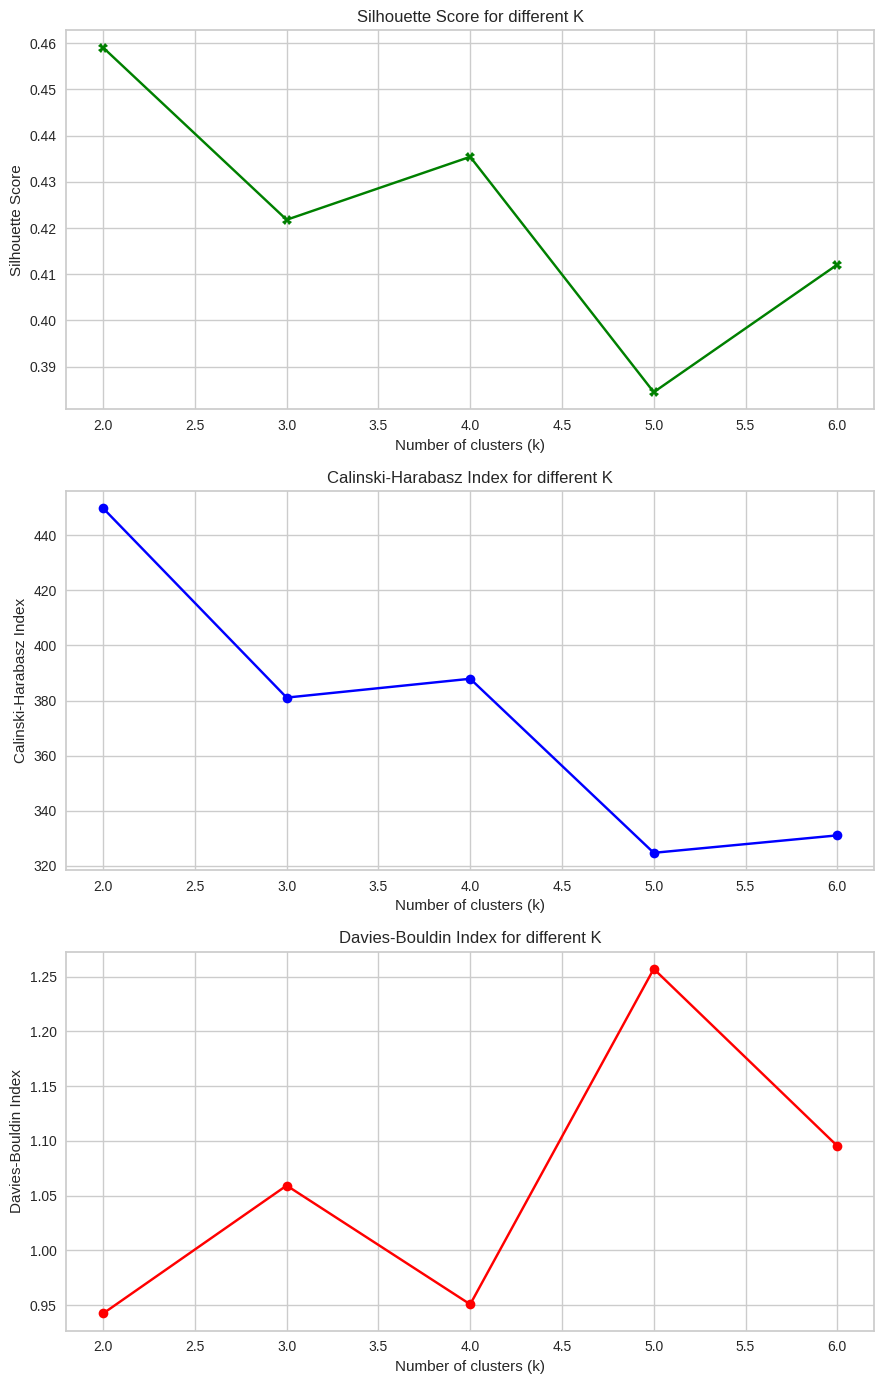 Silhouette Score for different K
0.46
0.45
0.44
0.43
0.42
0.41
0.40
0.39
Silhouette Score
2.0 2.5 3.0 3.5 4.0 4.5 5.0 5.5 6.0
Number of clusters (k)
Calinski-Harabasz Index for different K
440
420
400
380
360
340
320
Calinski-Harabasz Index
2.0 2.5 3.0 3.5 4.0 4.5 5.0 5.5 6.0
Number of clusters (k)
Davies-Bouldin Index for different K
1.25
1.20
1.15
1.10
1.05
1.00
0.95
Davies-Bouldin Index
2.0 2.5 3.0 3.5 4.0 4.5 5.0 5.5 6.0
Number of clusters (k)